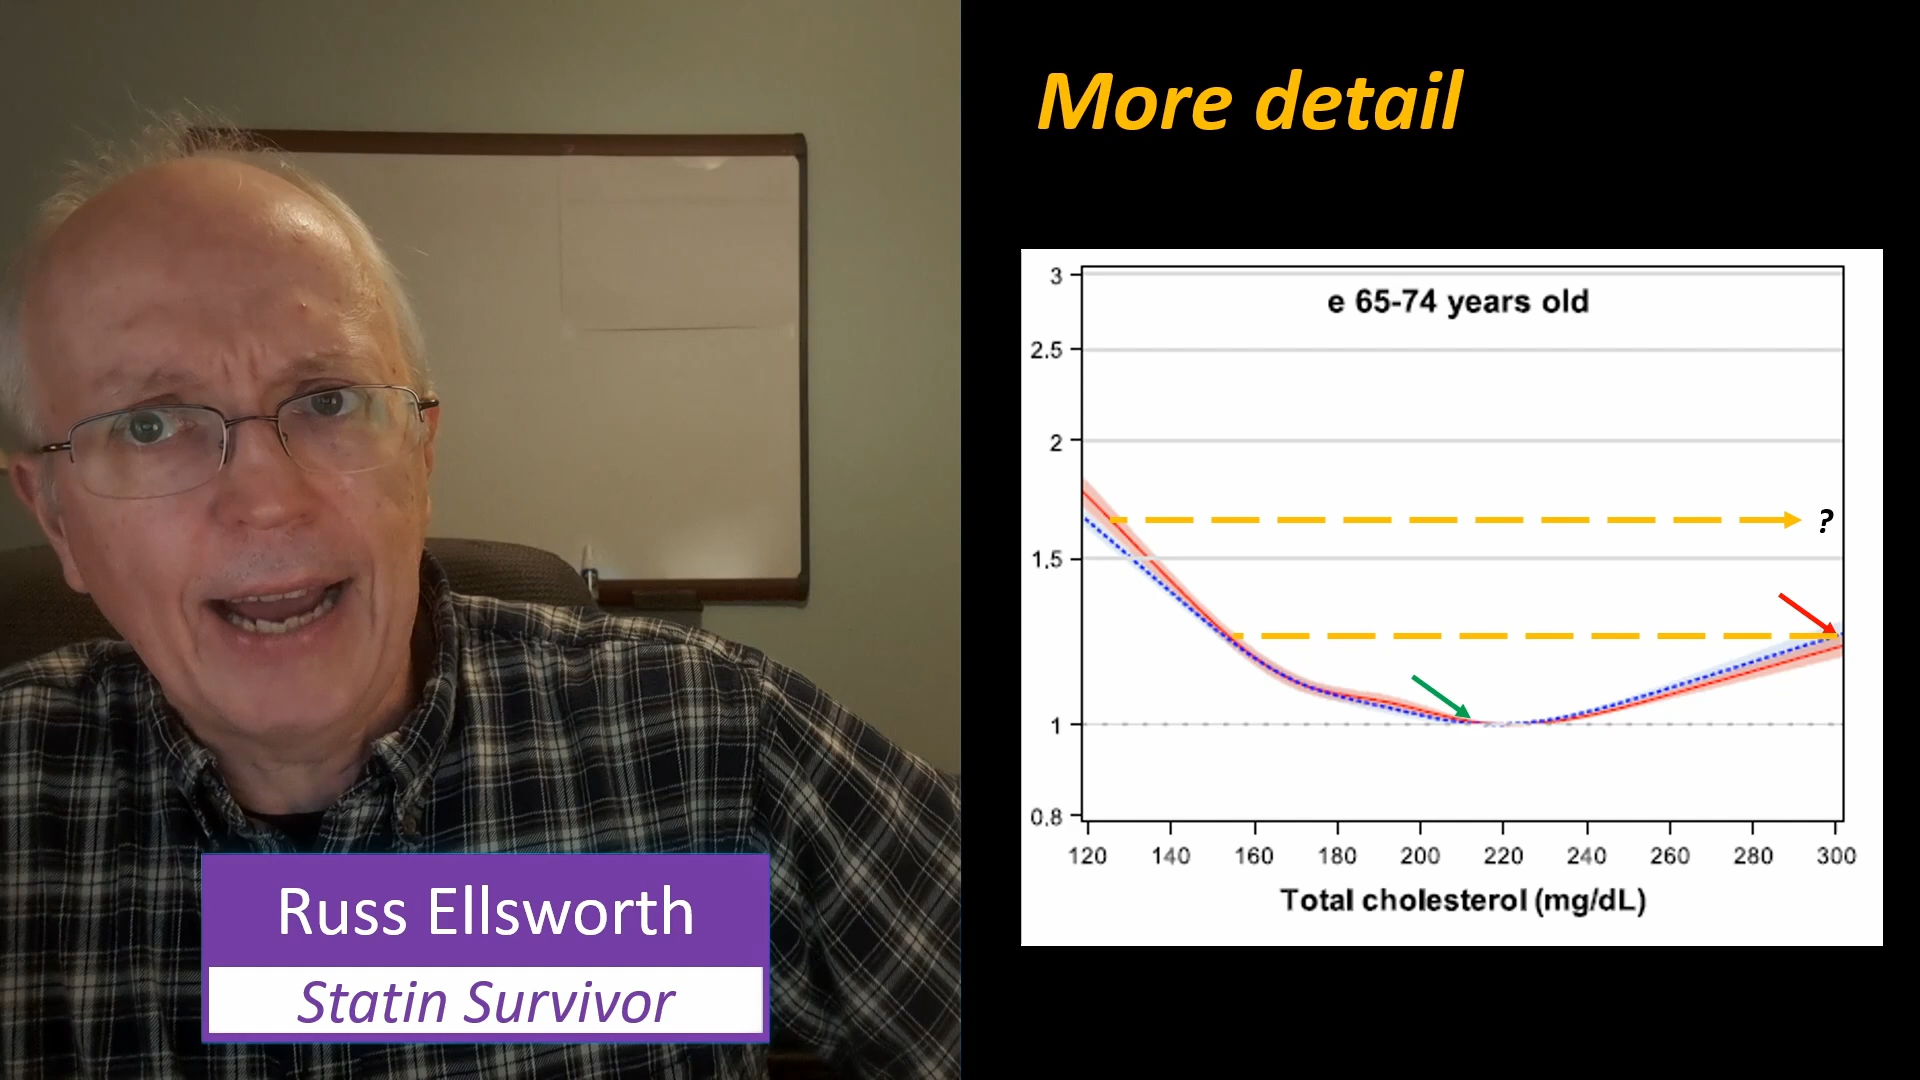 More detail
3
e 65-74 years old
2.5
2
?
1.5
1
0.8
120 140 160 180 200 220 240 260 280 300
Total cholesterol (mg/dL)
Russ Ellsworth
Statin Survivor